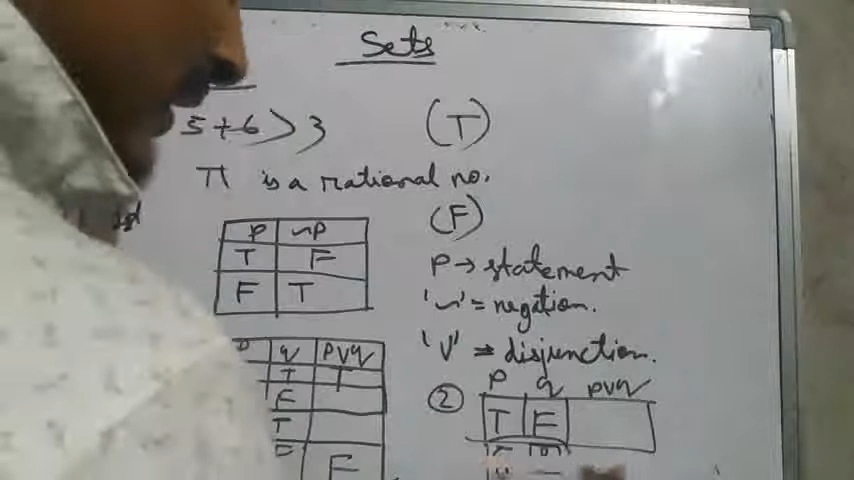 Sets
5+6 > 3 (T)
π is a rational no.
(F)
p ~p
T F
F T
p → statement
'~' = negation.
'V' ⇒ disjunction.
q pvq
T T
F
T
F
② p q pvq
T F